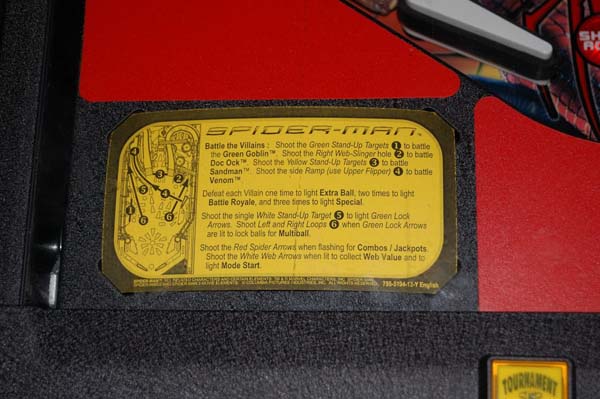 SPIDER-MAN™
Battle the Villains : Shoot the Green Stand-Up Targets 1 to battle
the Green Goblin™. Shoot the Right Web-Slinger hole 2 to battle
Doc Ock™. Shoot the Yellow Stand-Up Targets 3 to battle
Sandman™. Shoot the side Ramp (use Upper Flipper) 4 to battle
Venom™.
Defeat each Villain one time to light Extra Ball, two times to light
Battle Royale, and three times to light Special.
Shoot the single White Stand-Up Target 5 to light Green Lock
Arrows. Shoot Left and Right Loops 6 when Green Lock Arrows
are lit to lock balls for Multiball.
Shoot the Red Spider Arrows when flashing for Combos / Jackpots.
Shoot the White Web Arrows when lit to collect Web Value and to
light Mode Start.
755-5194-12-Y English
TOURNAMENT